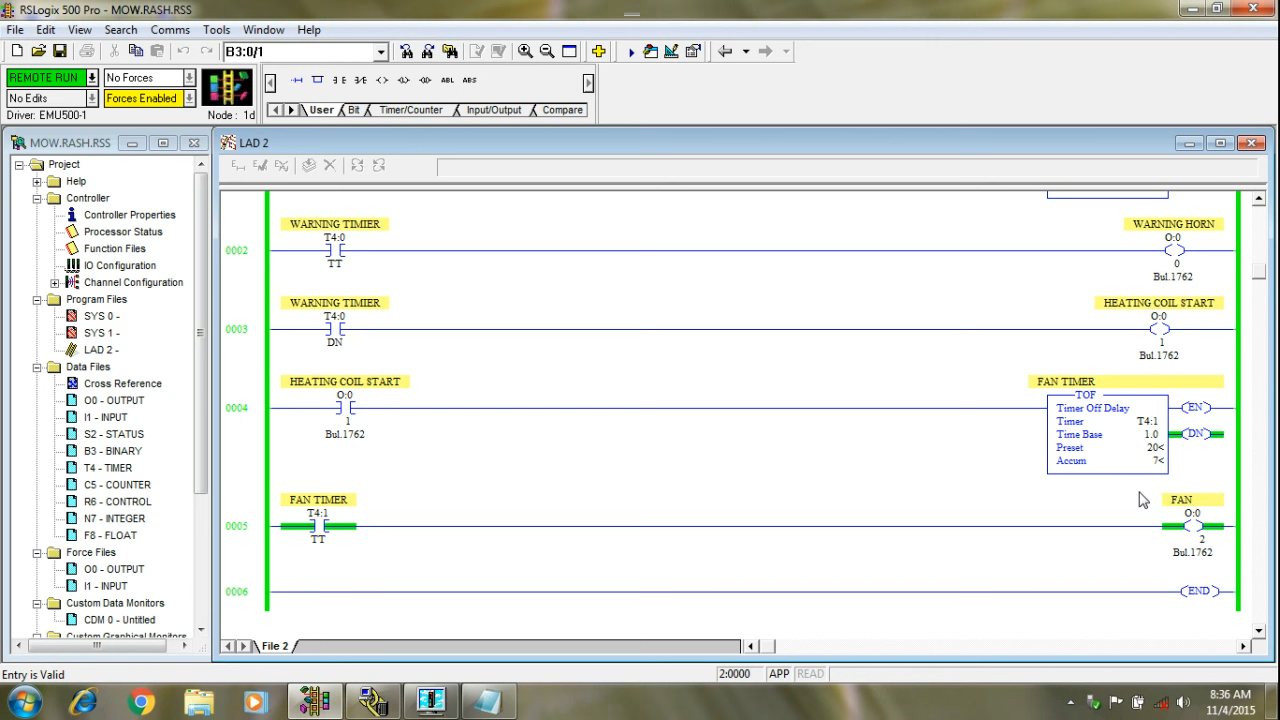 RSLogix 500 Pro - MOW.RASH.RSS
File Edit View Search Comms Tools Window Help
B3:0/1
REMOTE RUN No Forces
No Edits Forces Enabled
Driver: EMU500-1 Node : 1d
ABL ABS
User Bit Timer/Counter Input/Output Compare
MOW.RASH.RSS
Project
Help
Controller
Controller Properties
Processor Status
Function Files
IO Configuration
Channel Configuration
Program Files
SYS 0 -
SYS 1 -
LAD 2 -
Data Files
Cross Reference
O0 - OUTPUT
I1 - INPUT
S2 - STATUS
B3 - BINARY
T4 - TIMER
C5 - COUNTER
R6 - CONTROL
N7 - INTEGER
F8 - FLOAT
Force Files
O0 - OUTPUT
I1 - INPUT
Custom Data Monitors
CDM 0 - Untitled
Custom Graphical Monitors
LAD 2
WARNING TIMIER WARNING HORN
T4:0 O:0
0002
TT 0
Bul.1762
WARNING TIMIER HEATING COIL START
T4:0 O:0
0003
DN 1
Bul.1762
HEATING COIL START FAN TIMER
O:0 TOF
0004 Timer Off Delay EN
1 Timer T4:1
Bul.1762 Time Base 1.0 DN
Preset 20<
Accum 7<
FAN TIMER FAN
T4:1 O:0
0005
TT 2
Bul.1762
0006 END
File 2
Entry is Valid 2:0000 APP READ
8:36 AM
11/4/2015